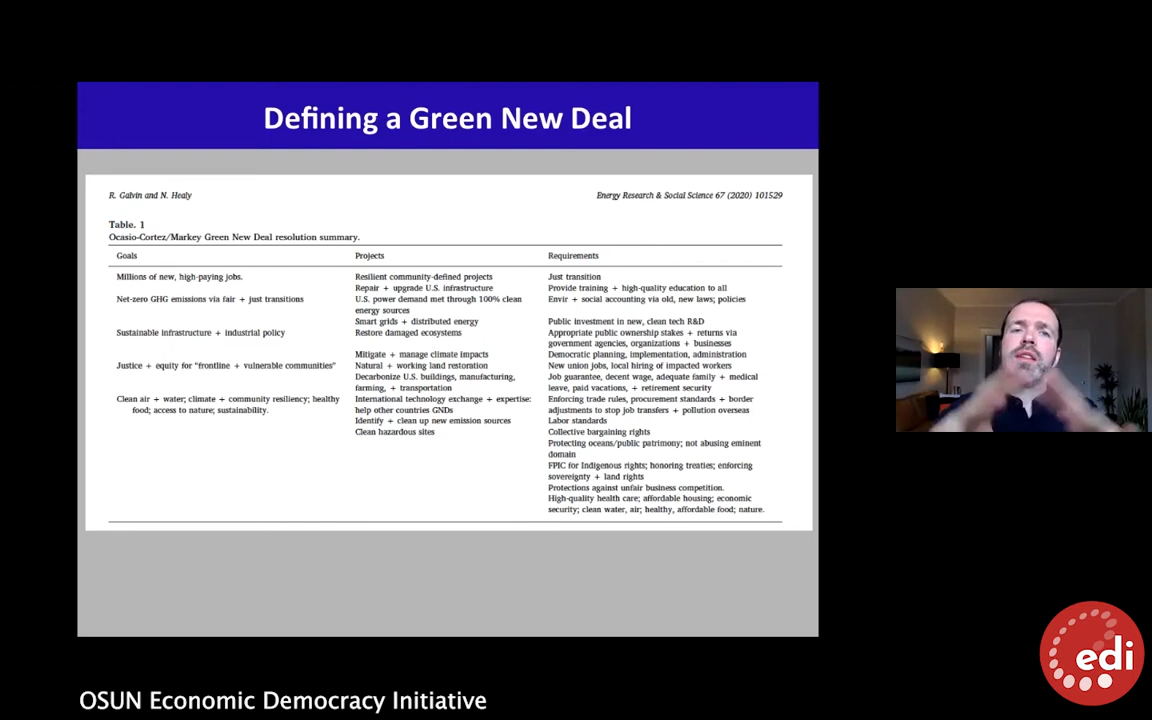 Defining a Green New Deal
R. Galvin and N. Healy
Energy Research & Social Science 67 (2020) 101529
Table. 1
Ocasio-Cortez/Markey Green New Deal resolution summary.
Goals
Projects
Requirements
Millions of new, high-paying jobs.
Net-zero GHG emissions via fair + just transitions
Sustainable infrastructure + industrial policy
Justice + equity for "frontline + vulnerable communities"
Clean air + water; climate + community resiliency; healthy
food; access to nature; sustainability.
Resilient community-defined projects
Repair + upgrade U.S. infrastructure
U.S. power demand met through 100% clean
energy sources
Smart grids + distributed energy
Restore damaged ecosystems
Mitigate + manage climate impacts
Natural + working land restoration
Decarbonize U.S. buildings, manufacturing,
farming, + transportation
International technology exchange + expertise:
help other countries GNDs
Identify + clean up new emission sources
Clean hazardous sites
Just transition
Provide training + high-quality education to all
Envir + social accounting via old, new laws; policies
Public investment in new, clean tech R&D
Appropriate public ownership stakes + returns via
government agencies, organizations + businesses
Democratic planning, implementation, administration
New union jobs, local hiring of impacted workers
Job guarantee, decent wage, adequate family + medical
leave, paid vacations, + retirement security
Enforcing trade rules, procurement standards + border
adjustments to stop job transfers + pollution overseas
Labor standards
Collective bargaining rights
Protecting oceans/public patrimony; not abusing eminent
domain
FPIC for Indigenous rights; honoring treaties; enforcing
sovereignty + land rights
Protections against unfair business competition.
High-quality health care; affordable housing; economic
security; clean water, air; healthy, affordable food; nature.
edi
OSUN Economic Democracy Initiative